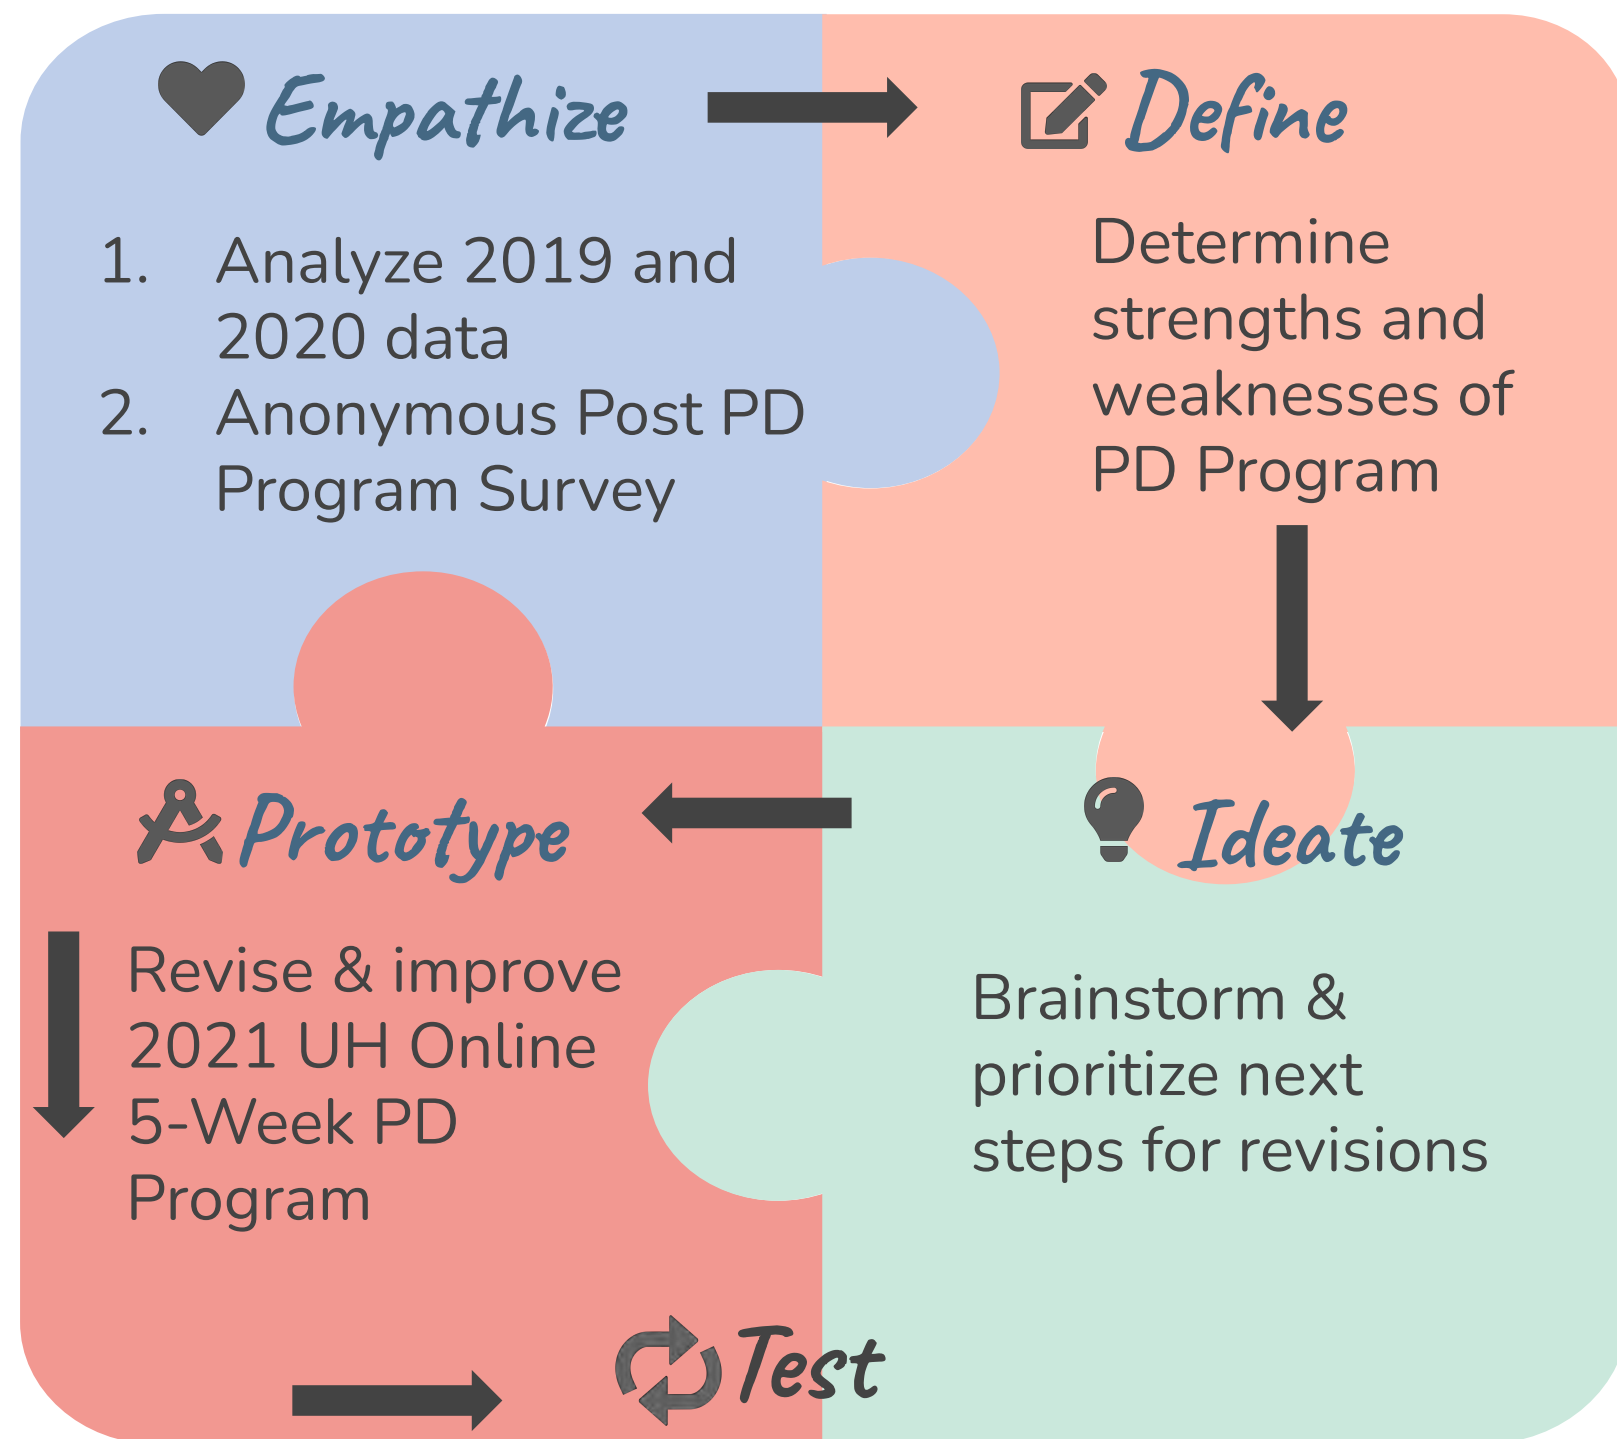 Empathize
1. Analyze 2019 and
2020 data
2. Anonymous Post PD
Program Survey
Define
Determine
strengths and
weaknesses of
PD Program
Ideate
Brainstorm &
prioritize next
steps for revisions
Prototype
Revise & improve
2021 UH Online
5-Week PD
Program
Test